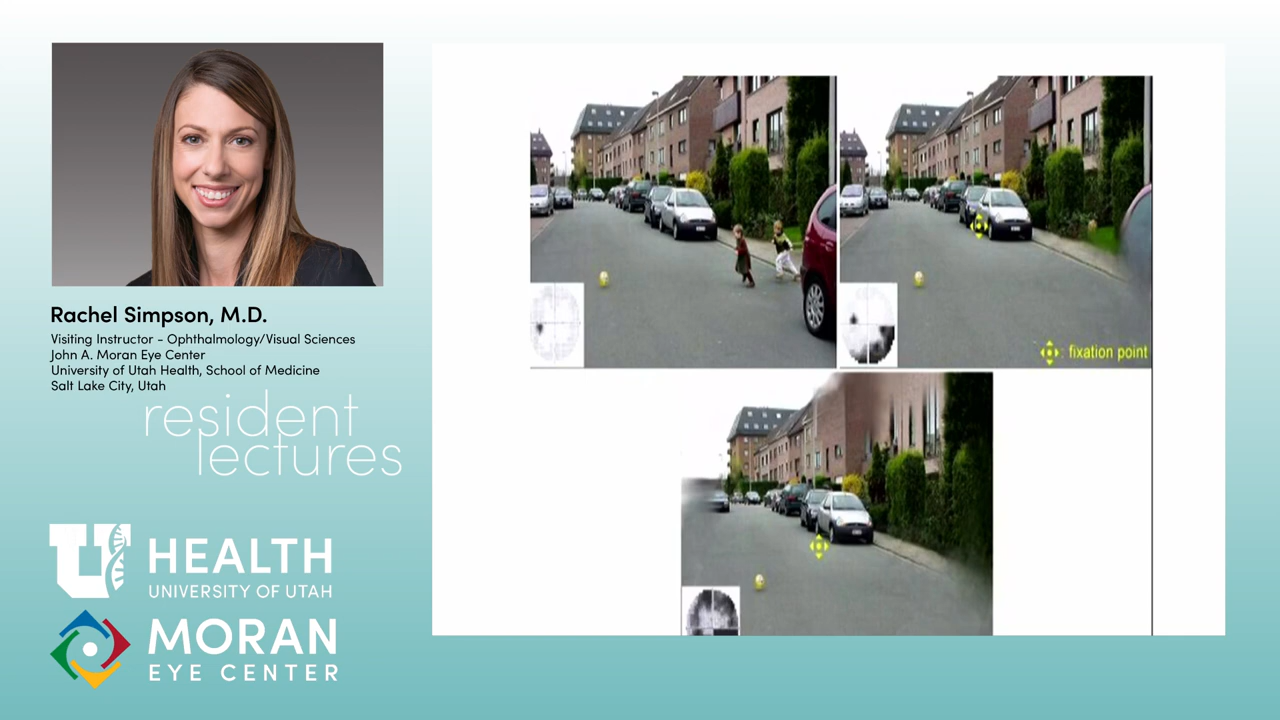 Rachel Simpson, M.D.
Visiting Instructor - Ophthalmology/Visual Sciences
John A. Moran Eye Center
University of Utah Health, School of Medicine
Salt Lake City, Utah
resident
lectures
U HEALTH
UNIVERSITY OF UTAH
MORAN
EYE CENTER
: fixation point